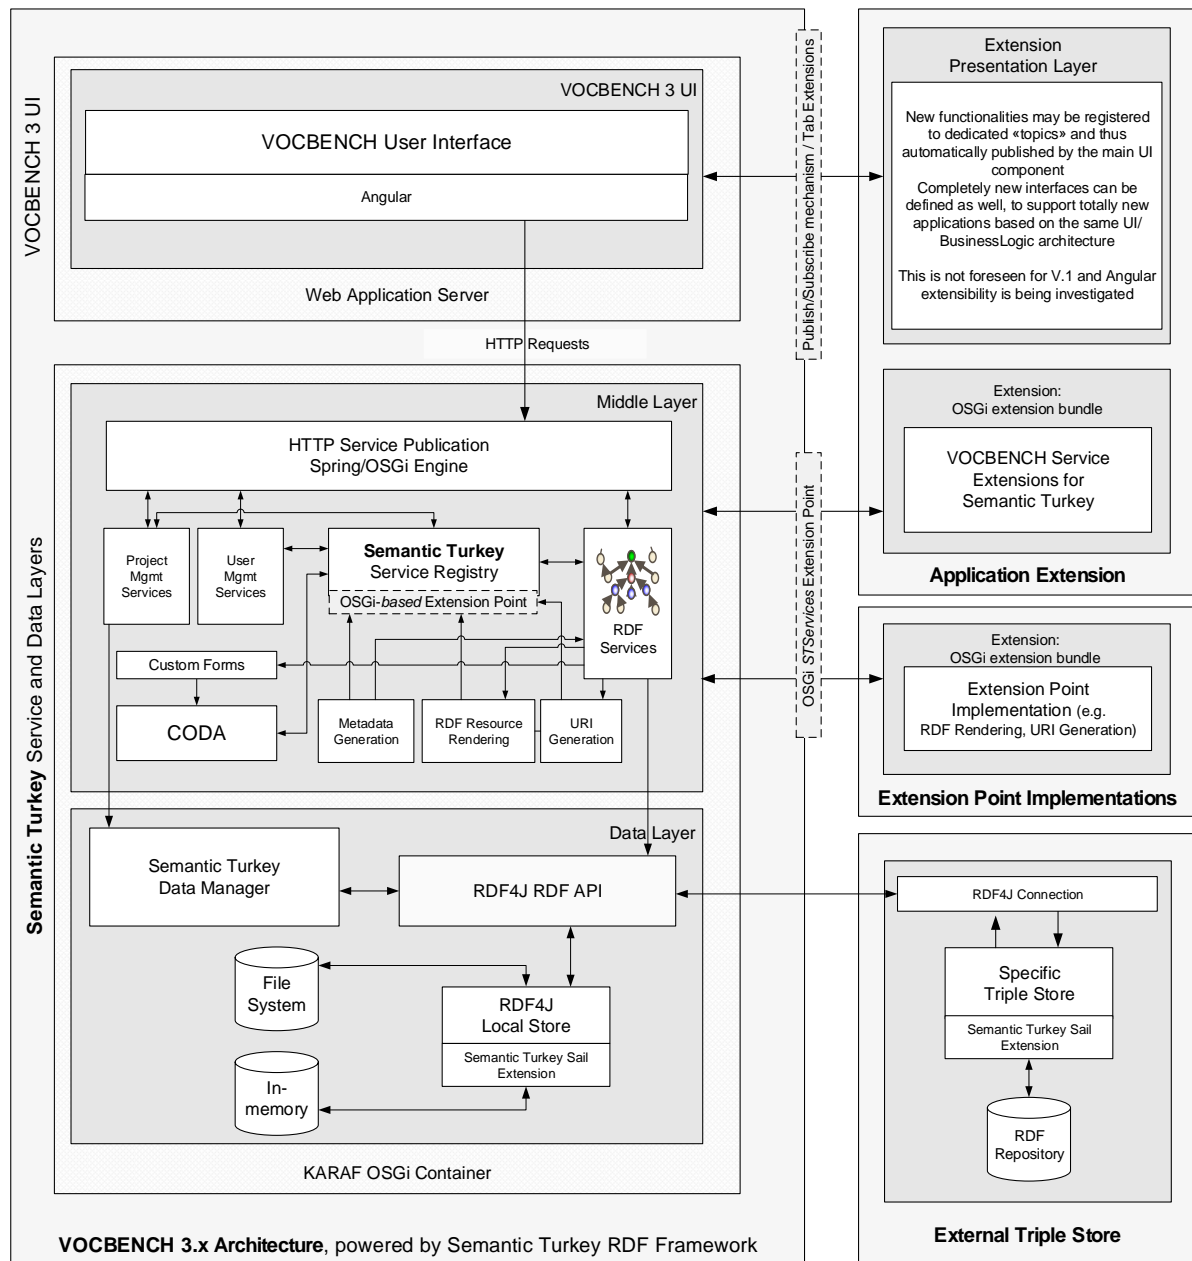 VOCBENCH 3 UI
VOCBENCH 3 UI
VOCBENCH User Interface
Angular
Web Application Server
HTTP Requests
Publish/Subscribe mechanism / Tab Extensions
Extension
Presentation Layer
New functionalities may be registered
to dedicated «topics» and thus
automatically published by the main UI
component
Completely new interfaces can be
defined as well, to support totally new
applications based on the same UI/
BusinessLogic architecture
This is not foreseen for V.1 and Angular
extensibility is being investigated
Semantic Turkey Service and Data Layers
Middle Layer
HTTP Service Publication
Spring/OSGi Engine
Project
Mgmt
Services
User
Mgmt
Services
Semantic Turkey
Service Registry
OSGi-based Extension Point
RDF
Services
Custom Forms
CODA
Metadata
Generation
RDF Resource
Rendering
URI
Generation
OSGi STServices Extension Point
Extension:
OSGi extension bundle
VOCBENCH Service
Extensions for
Semantic Turkey
Application Extension
Extension:
OSGi extension bundle
Extension Point
Implementation (e.g.
RDF Rendering, URI Generation)
Extension Point Implementations
Data Layer
Semantic Turkey
Data Manager
RDF4J RDF API
File
System
RDF4J
Local Store
Semantic Turkey Sail
Extension
In-
memory
KARAF OSGi Container
RDF4J Connection
Specific
Triple Store
Semantic Turkey Sail
Extension
RDF
Repository
External Triple Store
VOCBENCH 3.x Architecture, powered by Semantic Turkey RDF Framework